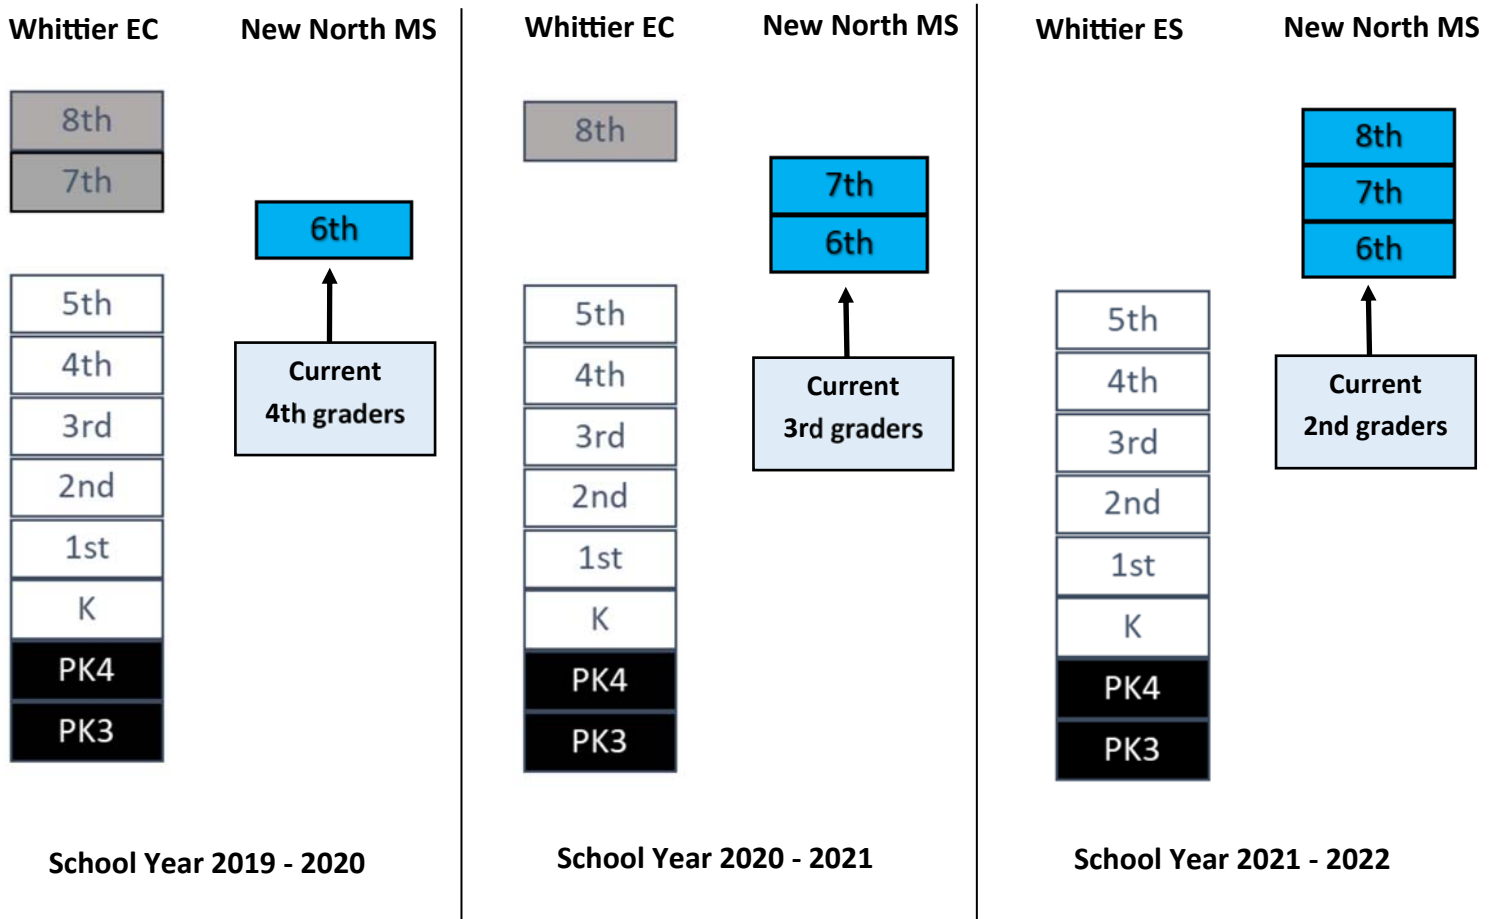 Whittier EC
New North MS
8th
7th
6th
5th
4th
3rd
2nd
1st
K
PK4
PK3
Current
4th graders
School Year 2019 - 2020
Whittier EC
New North MS
8th
7th
6th
5th
4th
3rd
2nd
1st
K
PK4
PK3
Current
3rd graders
School Year 2020 - 2021
Whittier ES
New North MS
8th
7th
6th
5th
4th
3rd
2nd
1st
K
PK4
PK3
Current
2nd graders
School Year 2021 - 2022